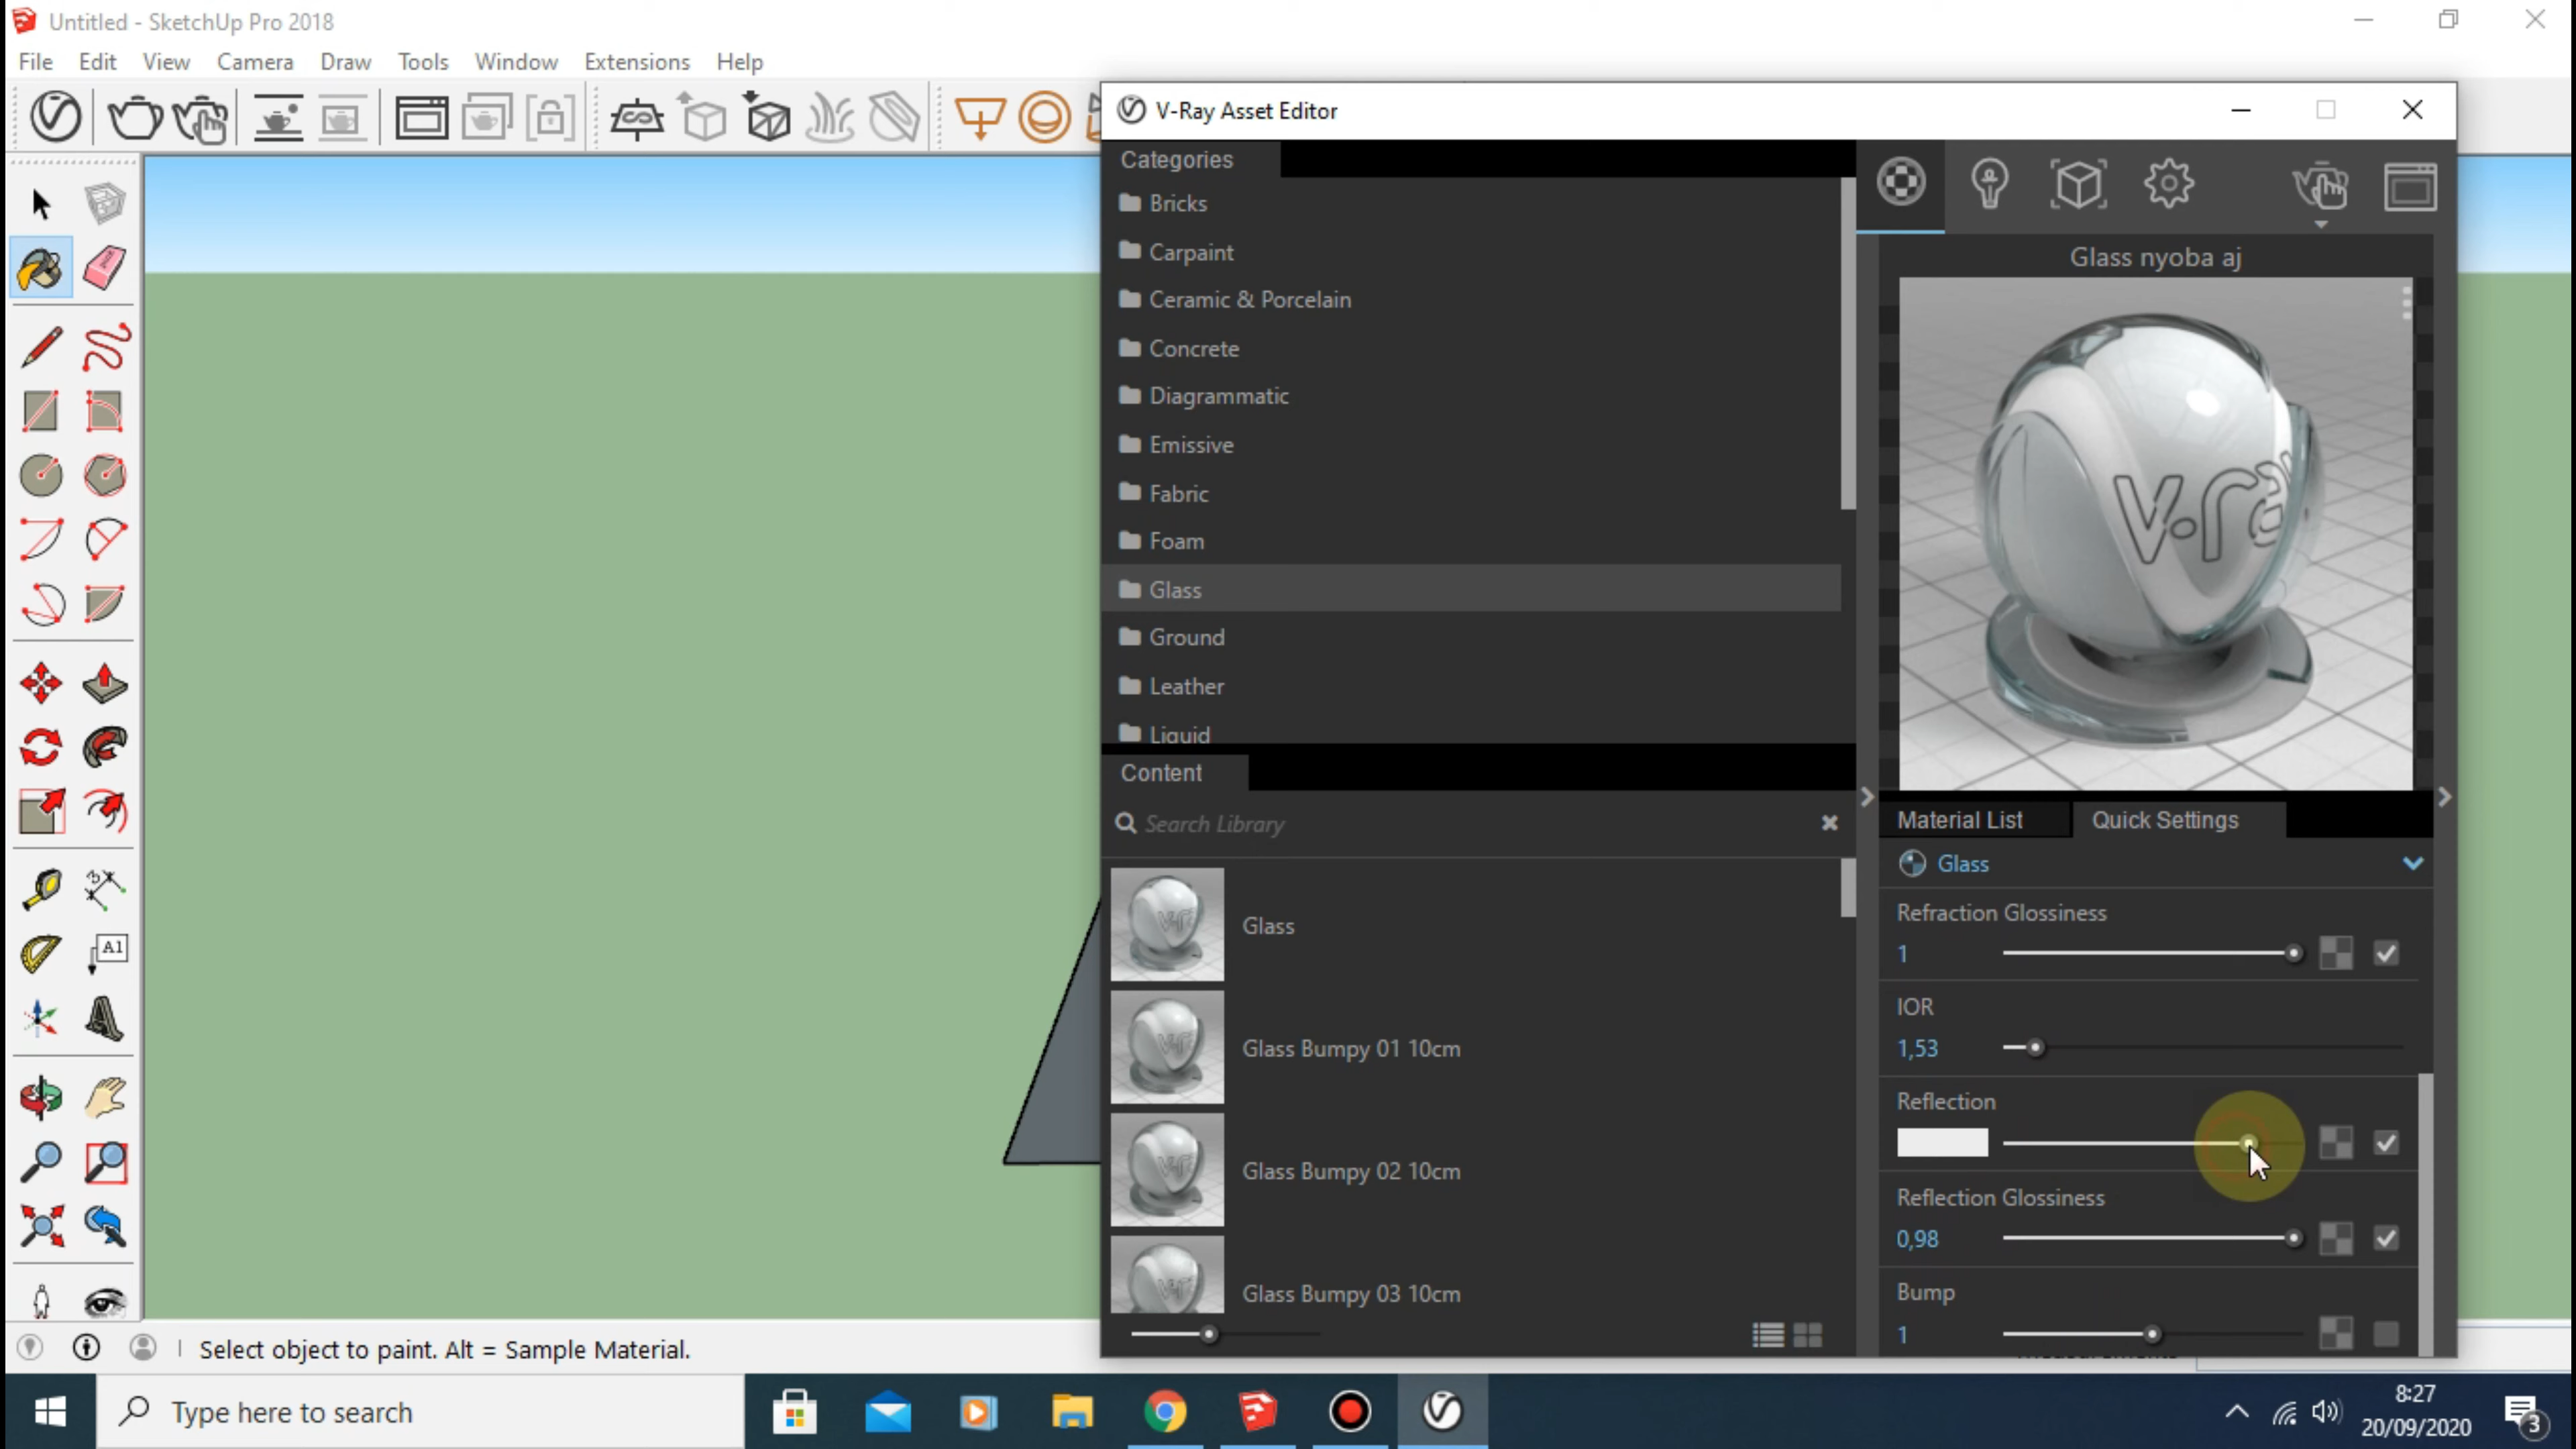 Untitled - SketchUp Pro 2018
File Edit View Camera Draw Tools Window Extensions Help
V-Ray Asset Editor
Categories
Bricks
Carpaint
Ceramic & Porcelain
Concrete
Diagrammatic
Emissive
Fabric
Foam
Glass
Ground
Leather
Liquid
Content
Search Library
Glass
Glass Bumpy 01 10cm
Glass Bumpy 02 10cm
Glass Bumpy 03 10cm
Glass nyoba aj
v-ray
Material List Quick Settings
Glass
Refraction Glossiness
1
IOR
1,53
Reflection
Reflection Glossiness
0,98
Bump
1
A1
Select object to paint. Alt = Sample Material.
Type here to search
8:27
20/09/2020
3